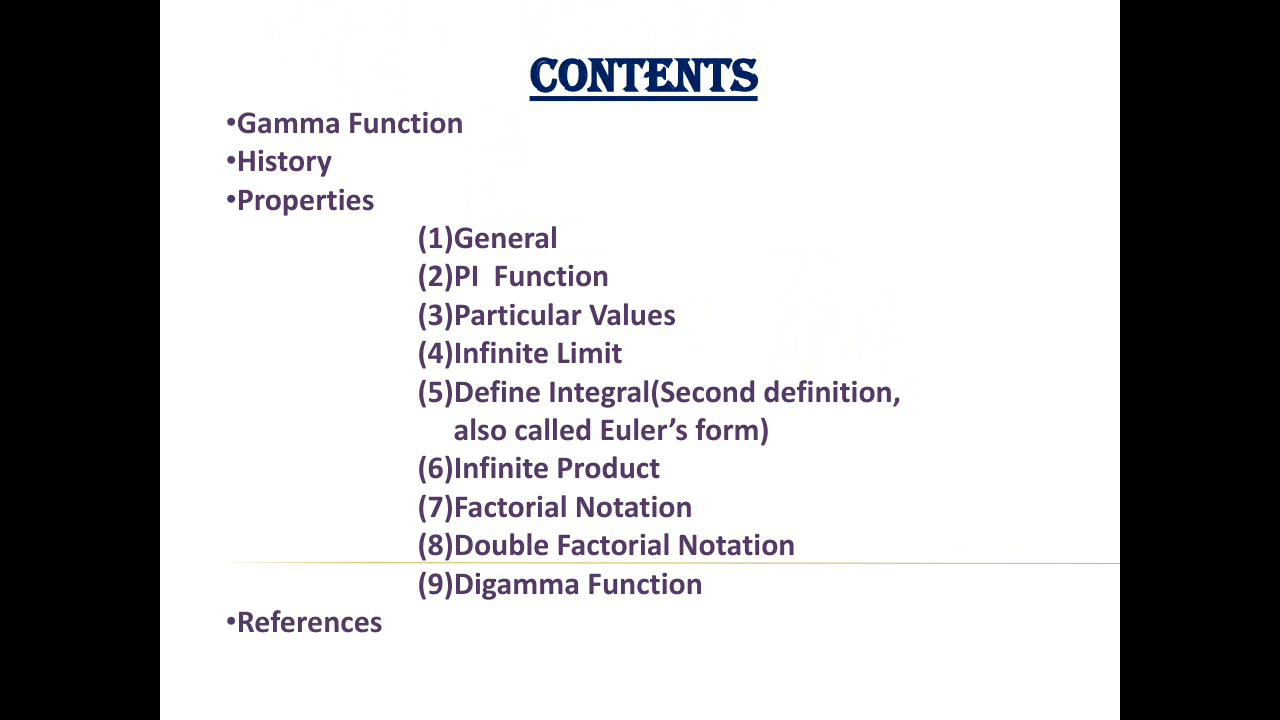 CONTENTS
•Gamma Function
•History
•Properties
(1)General
(2)PI  Function
(3)Particular Values
(4)Infinite Limit
(5)Define Integral(Second definition,
also called Euler’s form)
(6)Infinite Product
(7)Factorial Notation
(8)Double Factorial Notation
(9)Digamma Function
•References